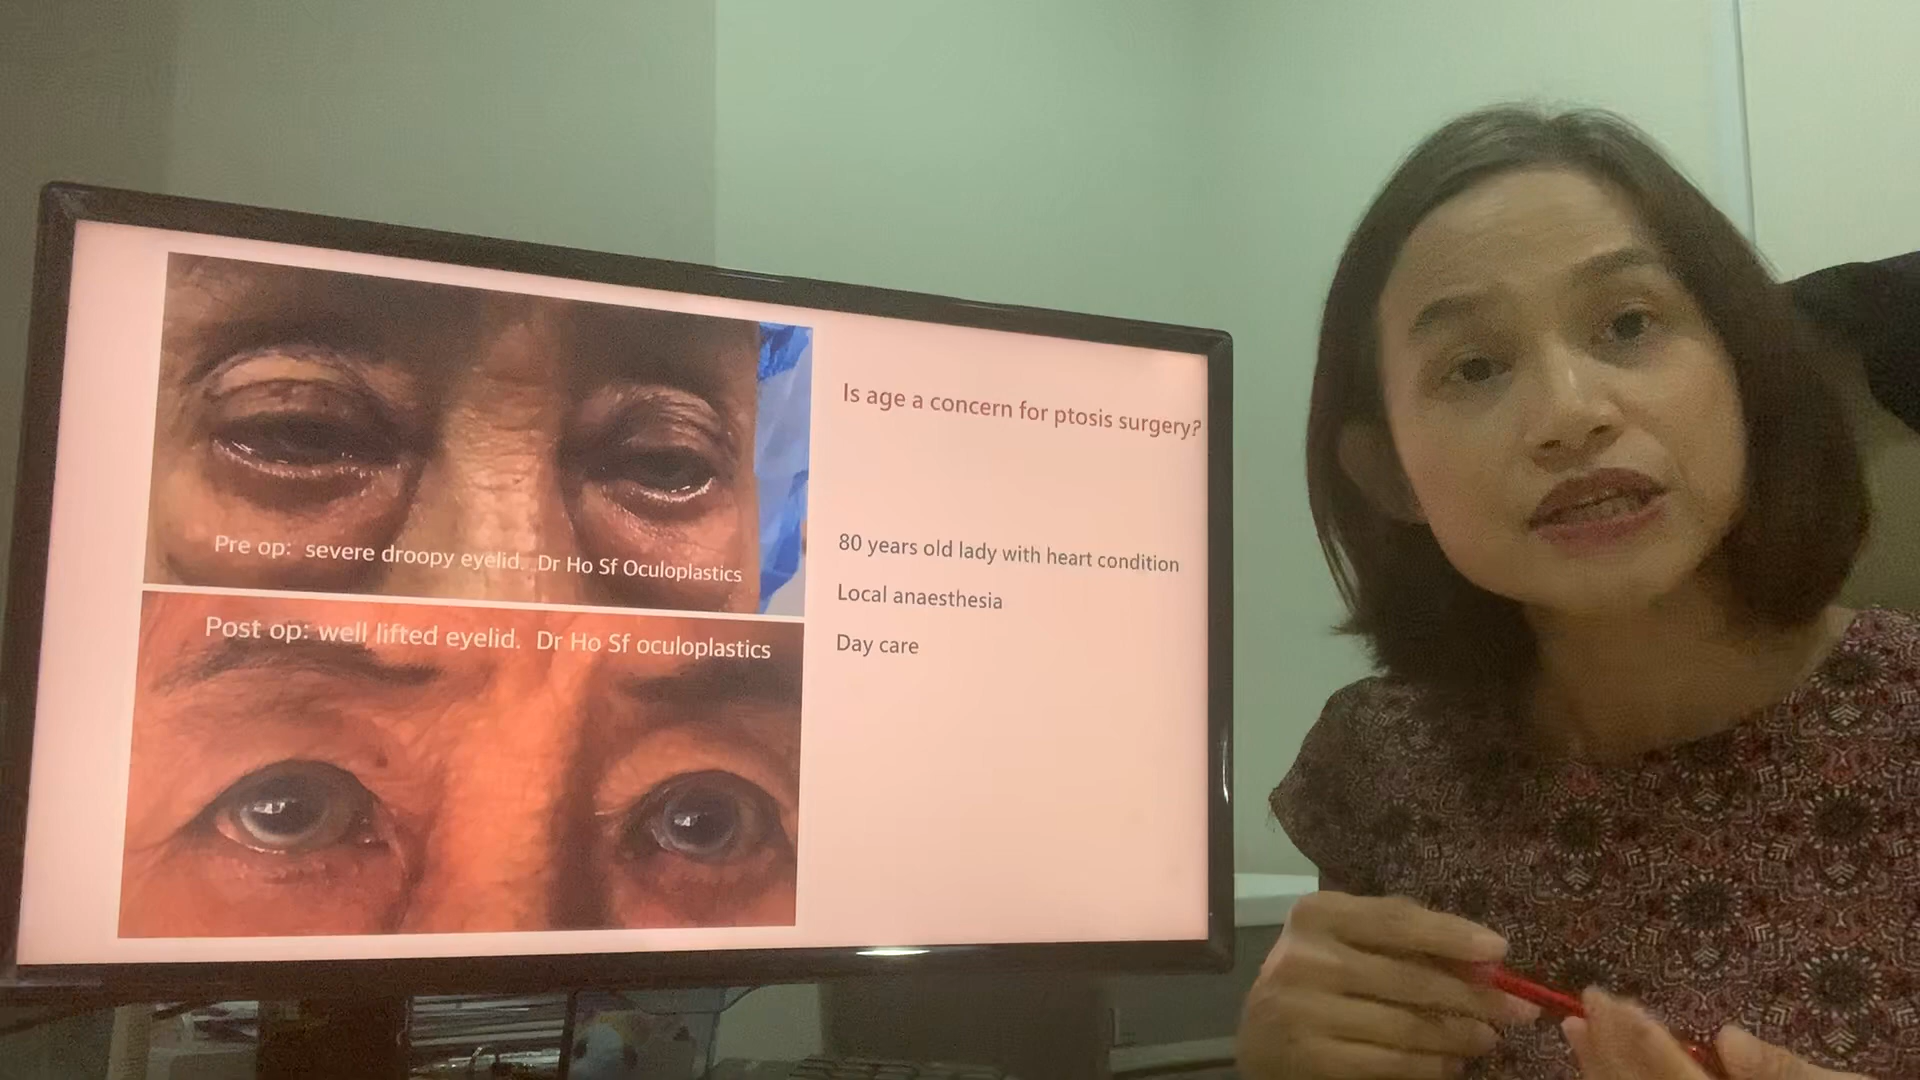 Is age a concern for ptosis surgery?
Pre op: severe droopy eyelid. Dr Ho Sf Oculoplastics
Post op: well lifted eyelid. Dr Ho Sf oculoplastics
80 years old lady with heart condition
Local anaesthesia
Day care